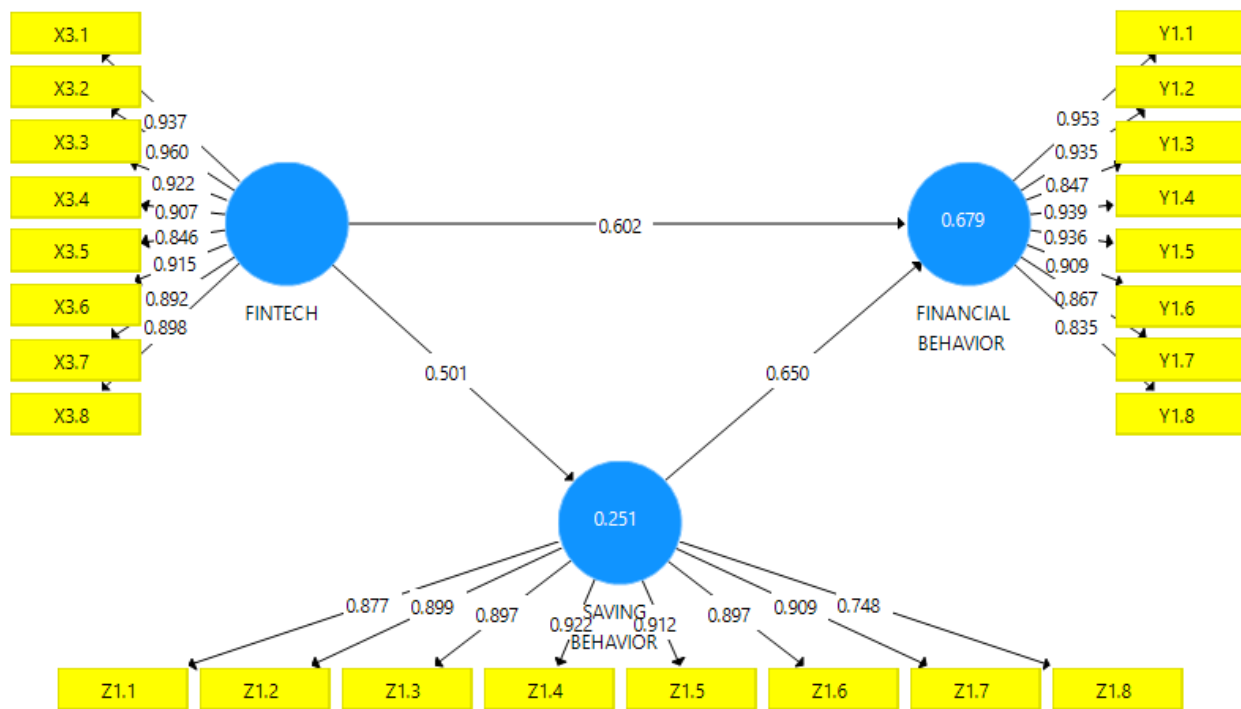 X3.1
X3.2
X3.3
X3.4
X3.5
X3.6
X3.7
X3.8
0.937
0.960
0.922
0.907
0.846
0.915
0.892
0.898
FINTECH
0.602
0.501
0.650
0.679
FINANCIAL
BEHAVIOR
0.953
0.935
0.847
0.939
0.936
0.909
0.867
0.835
Y1.1
Y1.2
Y1.3
Y1.4
Y1.5
Y1.6
Y1.7
Y1.8
0.251
SAVING
BEHAVIOR
0.877
0.899
0.897
0.922
0.912
0.897
0.909
0.748
Z1.1
Z1.2
Z1.3
Z1.4
Z1.5
Z1.6
Z1.7
Z1.8